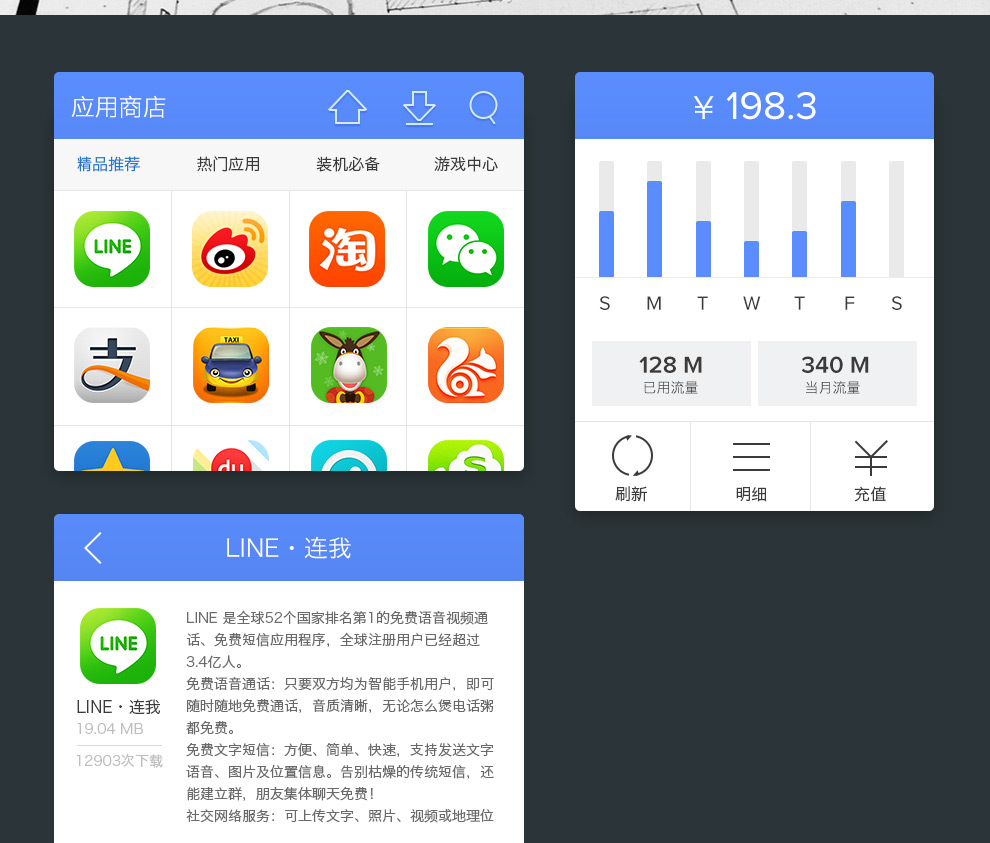 应用商店
精品推荐 热门应用 装机必备 游戏中心
LINE 淘
支 TAXI
du S
¥ 198.3
S M T W T F S
128 M 340 M
已用流量 当月流量
刷新 明细 充值
LINE · 连我
LINE
LINE · 连我
19.04 MB
12903次下载
LINE 是全球52个国家排名第1的免费语音视频通
话、免费短信应用程序，全球注册用户已经超过
3.4亿人。
免费语音通话：只要双方均为智能手机用户，即可
随时随地免费通话，音质清晰，无论怎么煲电话粥
都免费。
免费文字短信：方便、简单、快速，支持发送文字
语音、图片及位置信息。告别枯燥的传统短信，还
能建立群，朋友集体聊天免费！
社交网络服务：可上传文字、照片、视频或地理位